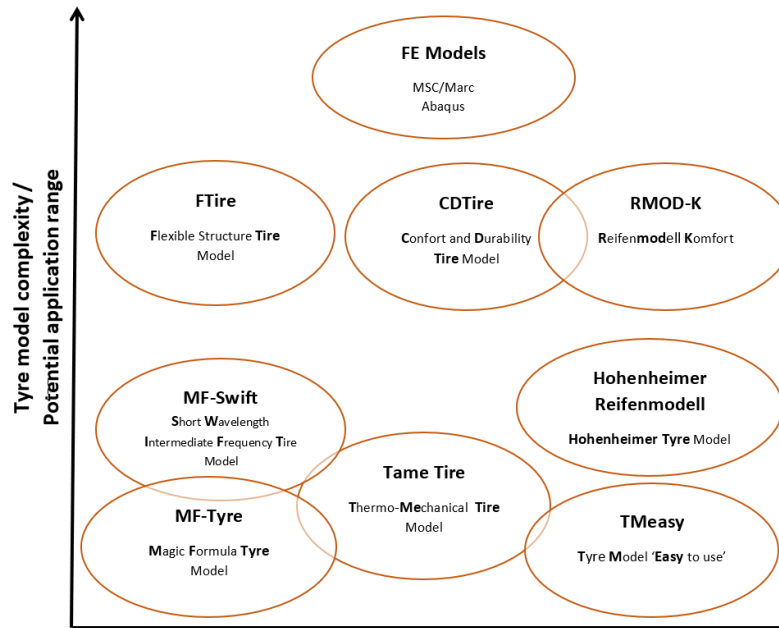 Tyre model complexity /
Potential application range
FE Models
MSC/Marc
Abaqus
FTire
Flexible Structure Tire
Model
CDTire
Confort and Durability
Tire Model
RMOD-K
Reifenmodell Komfort
MF-Swift
Short Wavelength
Intermediate Frequency Tire
Model
Hohenheimer
Reifenmodell
Hohenheimer Tyre Model
Tame Tire
Thermo-Mechanical Tire
Model
MF-Tyre
Magic Formula Tyre
Model
TMeasy
Tyre Model ‘Easy to use’